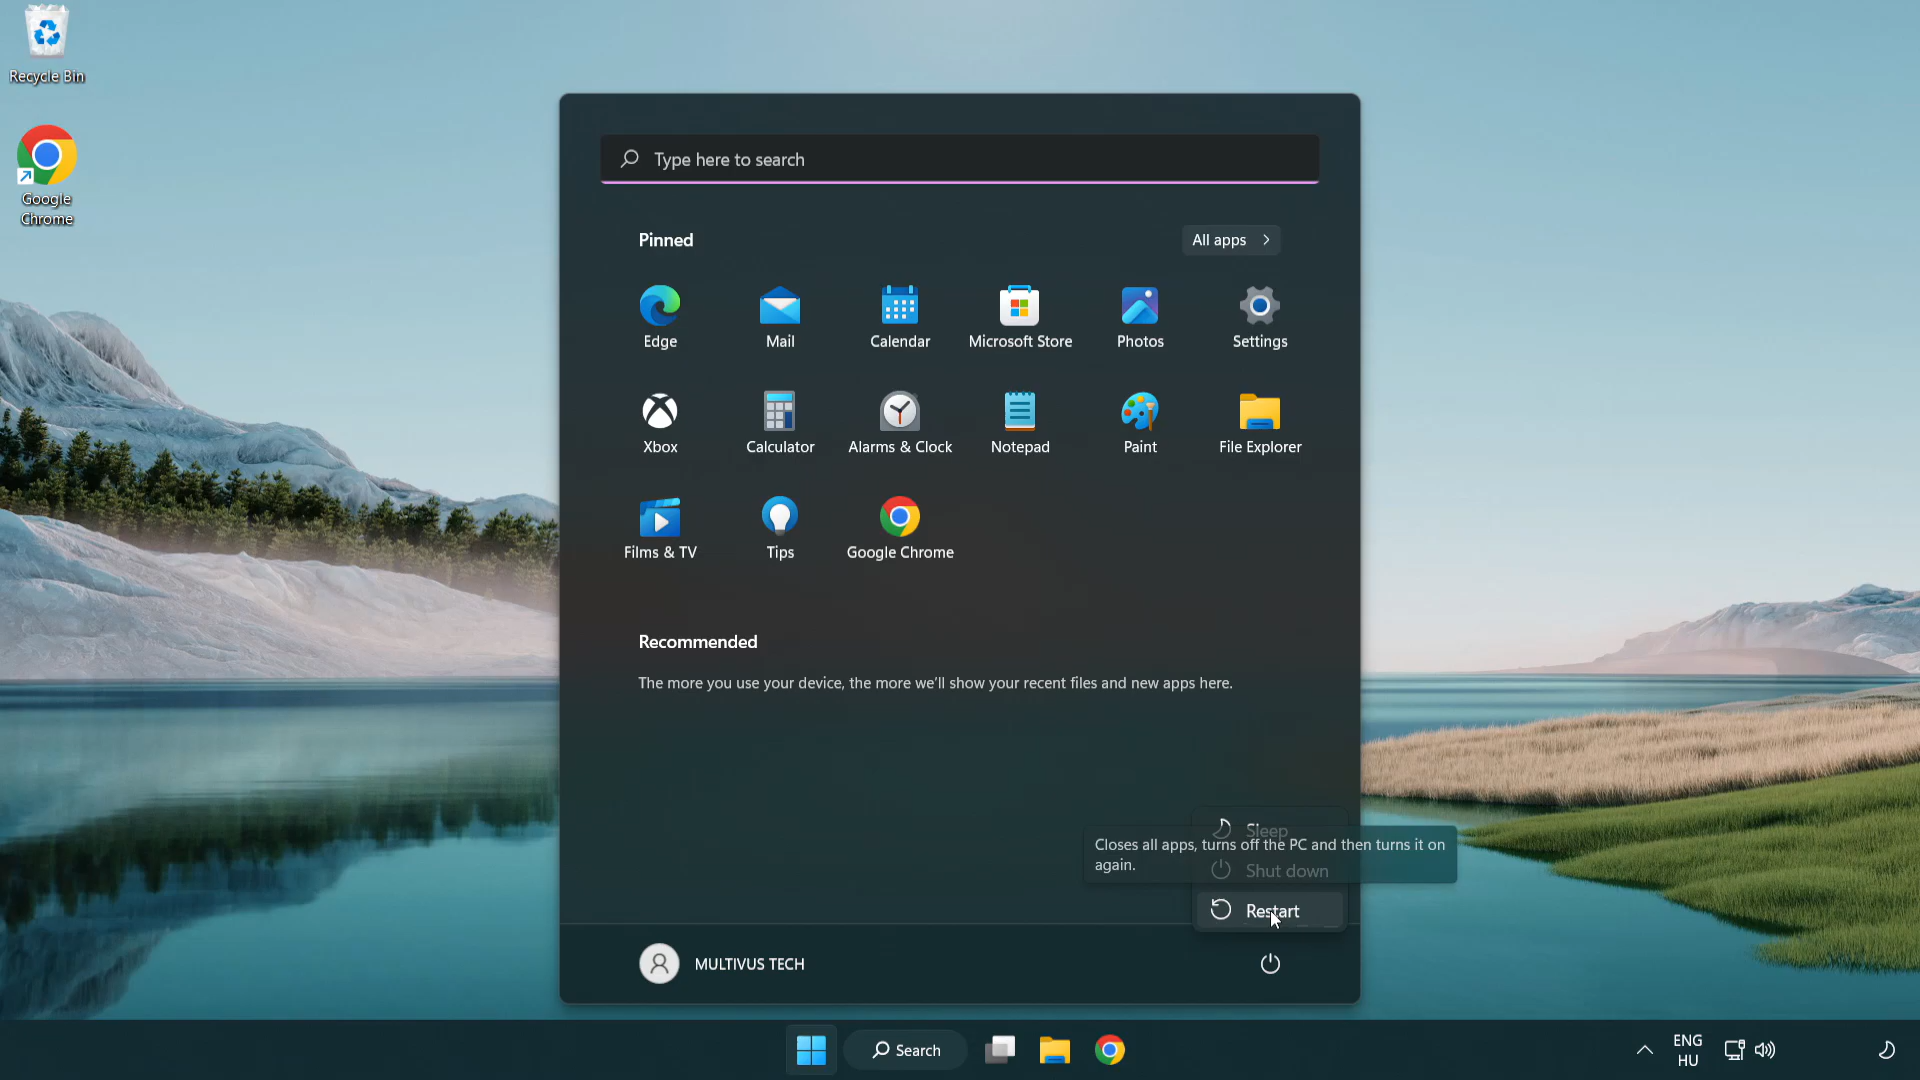 Recycle Bin
Google
Chrome
Type here to search
Pinned
All apps
Edge
Mail
Calendar
Microsoft Store
Photos
Settings
Xbox
Calculator
Alarms & Clock
Notepad
Paint
File Explorer
Films & TV
Tips
Google Chrome
Recommended
The more you use your device, the more we'll show your recent files and new apps here.
Sleep
Closes all apps, turns off the PC and then turns it on
again.
Shut down
Restart
MULTIVUS TECH
Search
ENG
HU